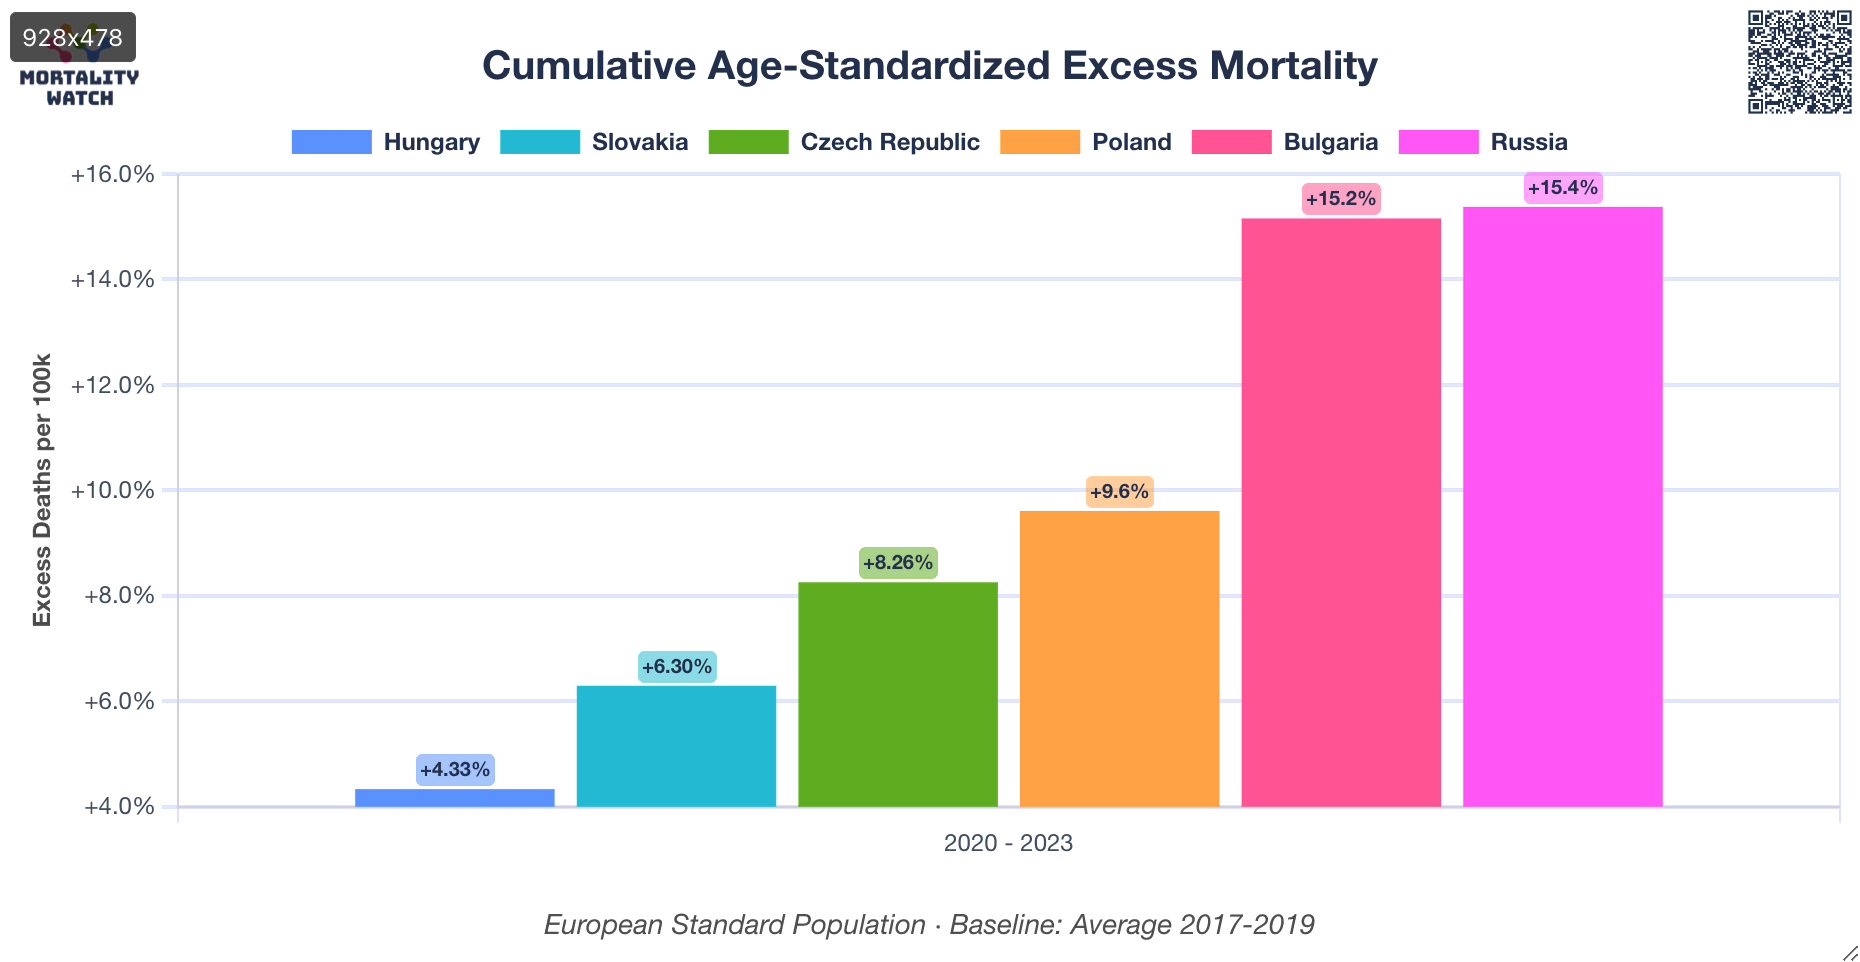 928x478
MORTALITY
WATCH
Cumulative Age-Standardized Excess Mortality
Hungary Slovakia Czech Republic Poland Bulgaria Russia
Excess Deaths per 100k
+16.0%
+14.0%
+12.0%
+10.0%
+8.0%
+6.0%
+4.0%
+4.33%
+6.30%
+8.26%
+9.6%
+15.2%
+15.4%
2020 - 2023
European Standard Population · Baseline: Average 2017-2019